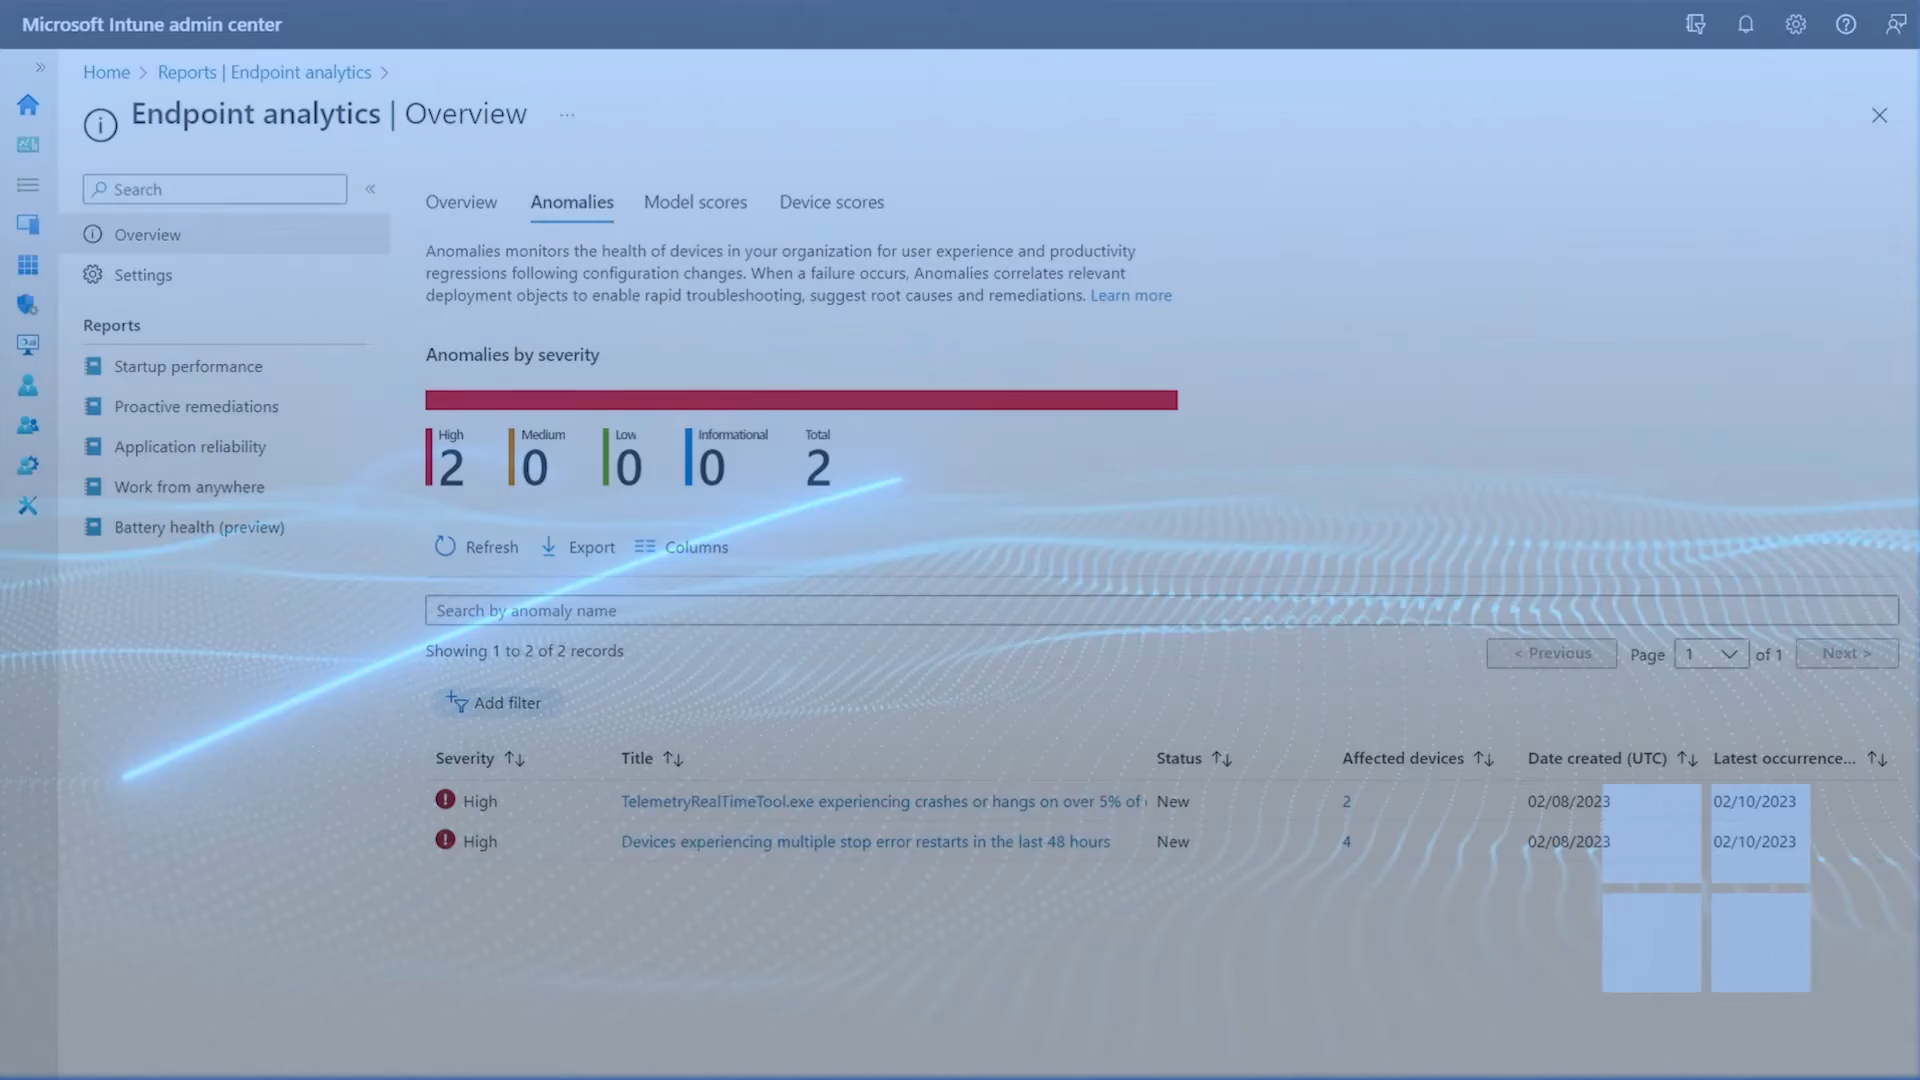 Microsoft Intune admin center
Home > Reports | Endpoint analytics >
Endpoint analytics | Overview ...
Search
Overview
Settings
Reports
Startup performance
Proactive remediations
Application reliability
Work from anywhere
Battery health (preview)
Overview Anomalies Model scores Device scores
Anomalies monitors the health of devices in your organization for user experience and productivity
regressions following configuration changes. When a failure occurs, Anomalies correlates relevant
deployment objects to enable rapid troubleshooting, suggest root causes and remediations. Learn more
Anomalies by severity
High Medium Low Informational Total
2 0 0 0 2
Refresh Export Columns
Search by anomaly name
Showing 1 to 2 of 2 records
< Previous Page 1 of 1 Next >
Add filter
Severity Title Status Affected devices Date created (UTC) Latest occurrence...
High TelemetryRealTimeTool.exe experiencing crashes or hangs on over 5% of New 2 02/08/2023 02/10/2023
High Devices experiencing multiple stop error restarts in the last 48 hours New 4 02/08/2023 02/10/2023